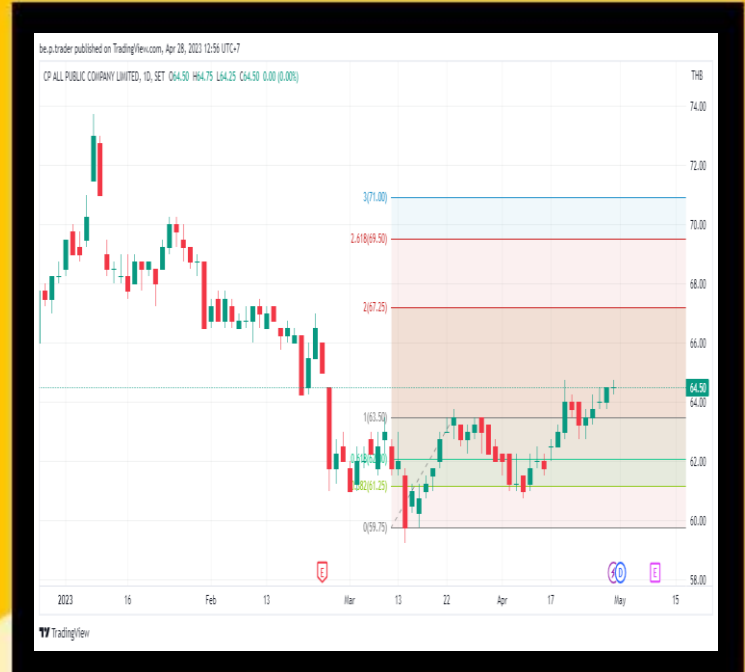 be.p.trader published on TradingView.com, Apr 28, 2023 12:56 UTC+7
CP ALL PUBLIC COMPANY LIMITED, 1D, SET O64.50 H64.75 L64.25 C64.50 0.00 (0.00%)
THB
74.00
72.00
3(71.00)
70.00
2.618(69.50)
68.00
2(67.25)
66.00
64.50
64.00
1(63.50)
62.00
(61.25)
60.00
0(59.75)
E
D
E
58.00
2023 16 Feb 13 Mar 13 22 Apr 17 May 15
TradingView